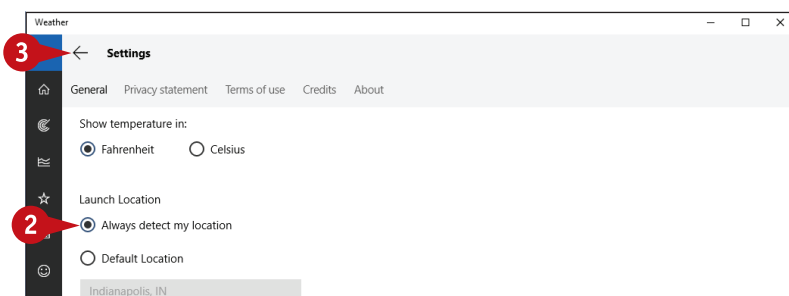 Weather
3
Settings
General Privacy statement Terms of use Credits About
Show temperature in:
Fahrenheit Celsius
Launch Location
2
Always detect my location
Default Location
Indianapolis, IN